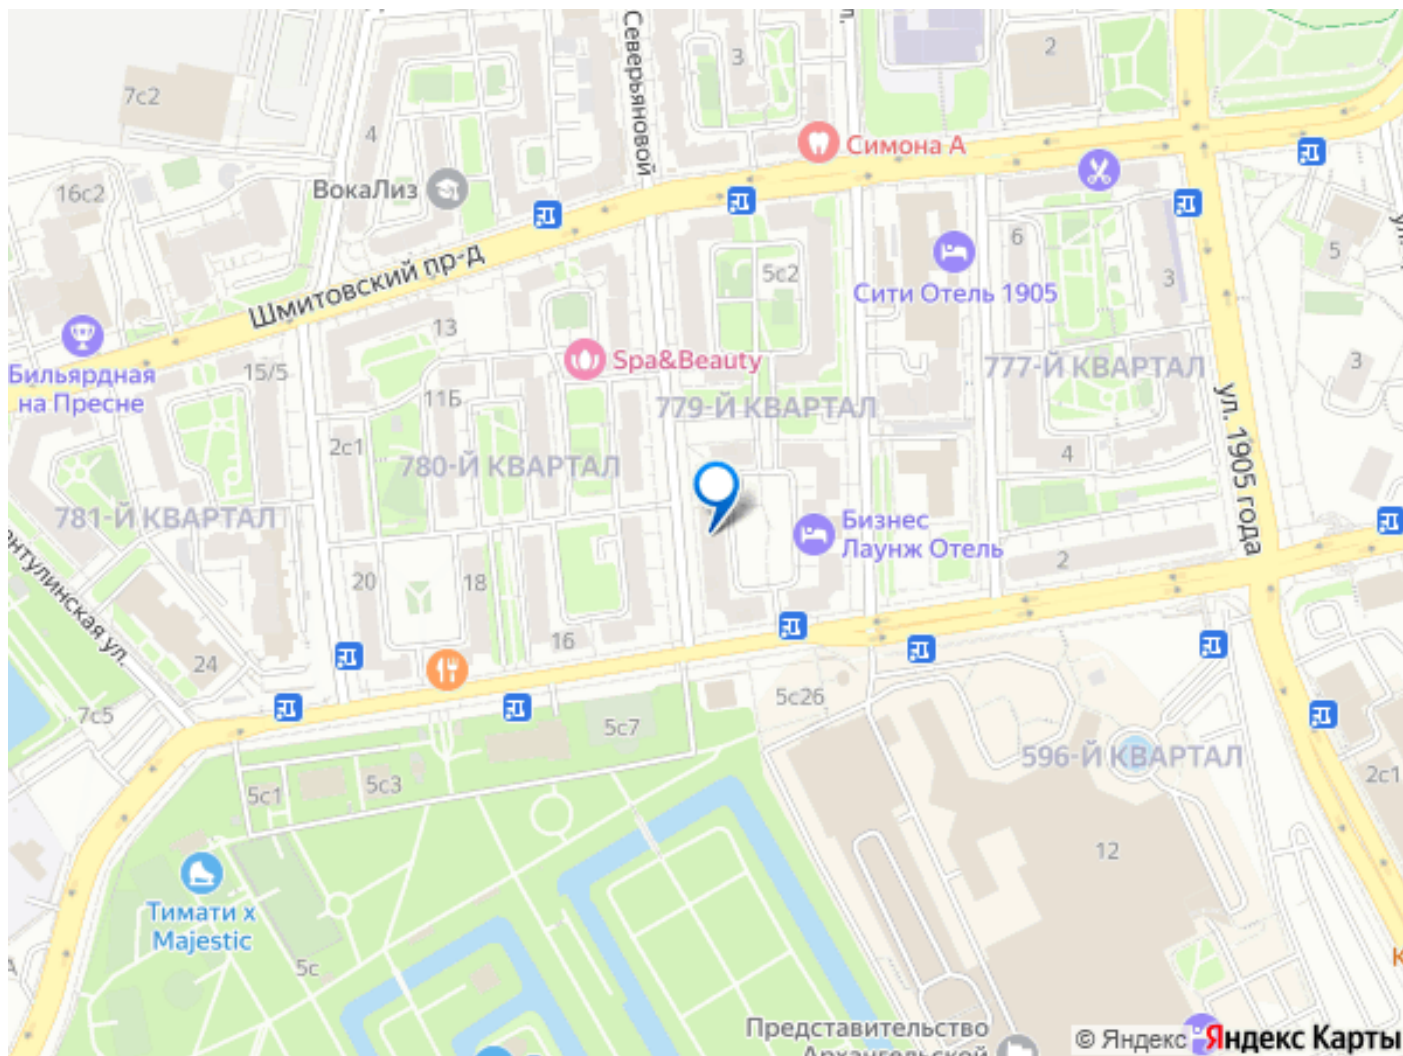 Северьяновой
3
2
7с2
4
Симона А
ВокаЛиз
16с2
Шмитовский пр-д
5с2
6
Сити Отель 1905
3
5
13
Spa&Beauty
777-Й КВАРТАЛ
3
Бильярдная
на Пресне
15/5
11Б
779-Й КВАРТАЛ
ул. 1905 года
2с1
780-Й КВАРТАЛ
4
781-Й КВАРТАЛ
Бизнес
Лаунж Отель
2
20
18
16
24
7с5
5с26
5с7
596-Й КВАРТАЛ
5с3
5с1
2с1
12
Тимати х
Majestic
5с
Представительство
Архангельской
© Яндекс
Яндекс Карты